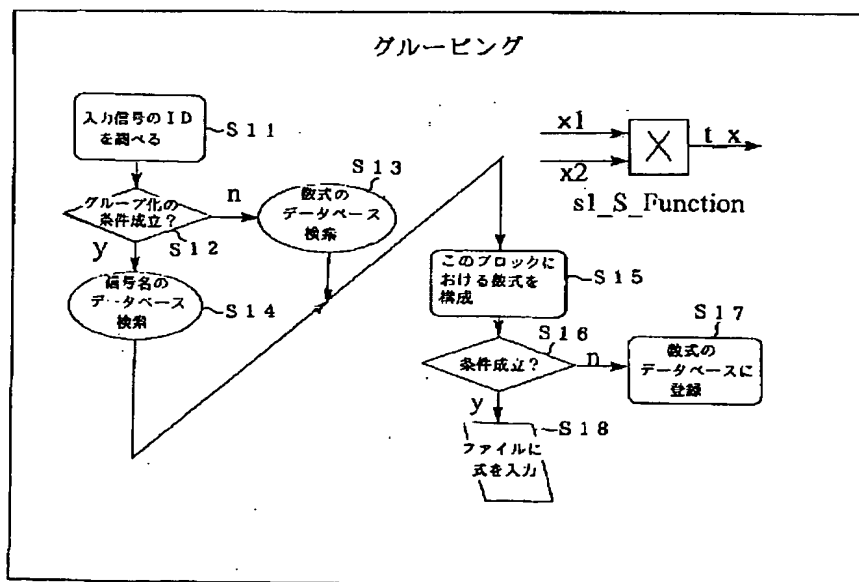 グルーピング
入力信号のID
を調べる
S11
グループ化の
条件成立？
S12
n
y
数式の
データベース
検索
S13
信号名の
データベース
検索
S14
x1
x2
t_x
s1_S_Function
このブロックに
おける数式を
構成
S15
条件成立？
S16
n
y
数式の
データベースに
登録
S17
ファイルに
式を入力
S18